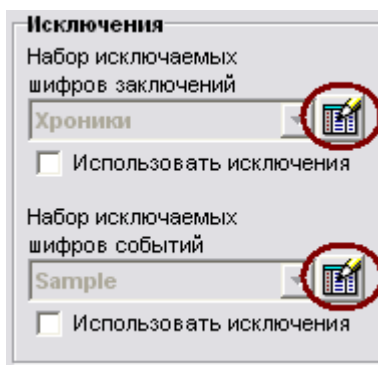 Исключения
Набор исключаемых
шифров заключений
Хроники
Использовать исключения
Набор исключаемых
шифров событий
Sample
Использовать исключения